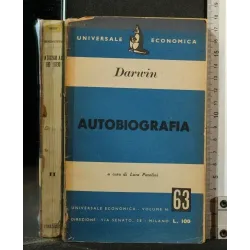 UNIVERSALE ECONOMICA
Darwin
AUTOBIOGRAFIA
a cura di Luca Pavolini
UNIVERSALE ECONOMICA - VOLUME N. 63
DIREZIONE: VIA SENATO, 38 - MILANO L. 100